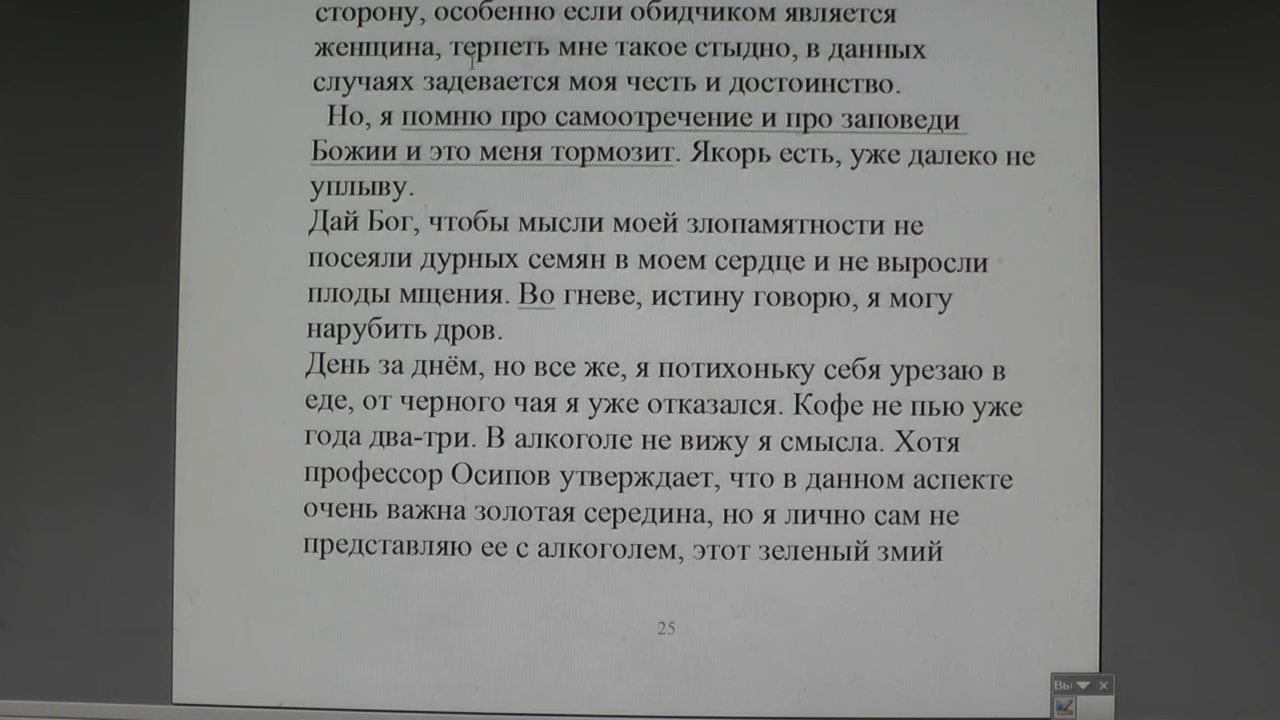 сторону, особенно если обидчиком является
женщина, терпеть мне такое стыдно, в данных
случаях задевается моя честь и достоинство.
Но, я помню про самоотречение и про заповеди
Божии и это меня тормозит. Якорь есть, уже далеко не
уплыву.
Дай Бог, чтобы мысли моей злопамятности не
посеяли дурных семян в моем сердце и не выросли
плоды мщения. Во гневе, истину говорю, я могу
нарубить дров.
День за днём, но все же, я потихоньку себя урезаю в
еде, от черного чая я уже отказался. Кофе не пью уже
года два-три. В алкоголе не вижу я смысла. Хотя
профессор Осипов утверждает, что в данном аспекте
очень важна золотая середина, но я лично сам не
представляю ее с алкоголем, этот зеленый змий
25